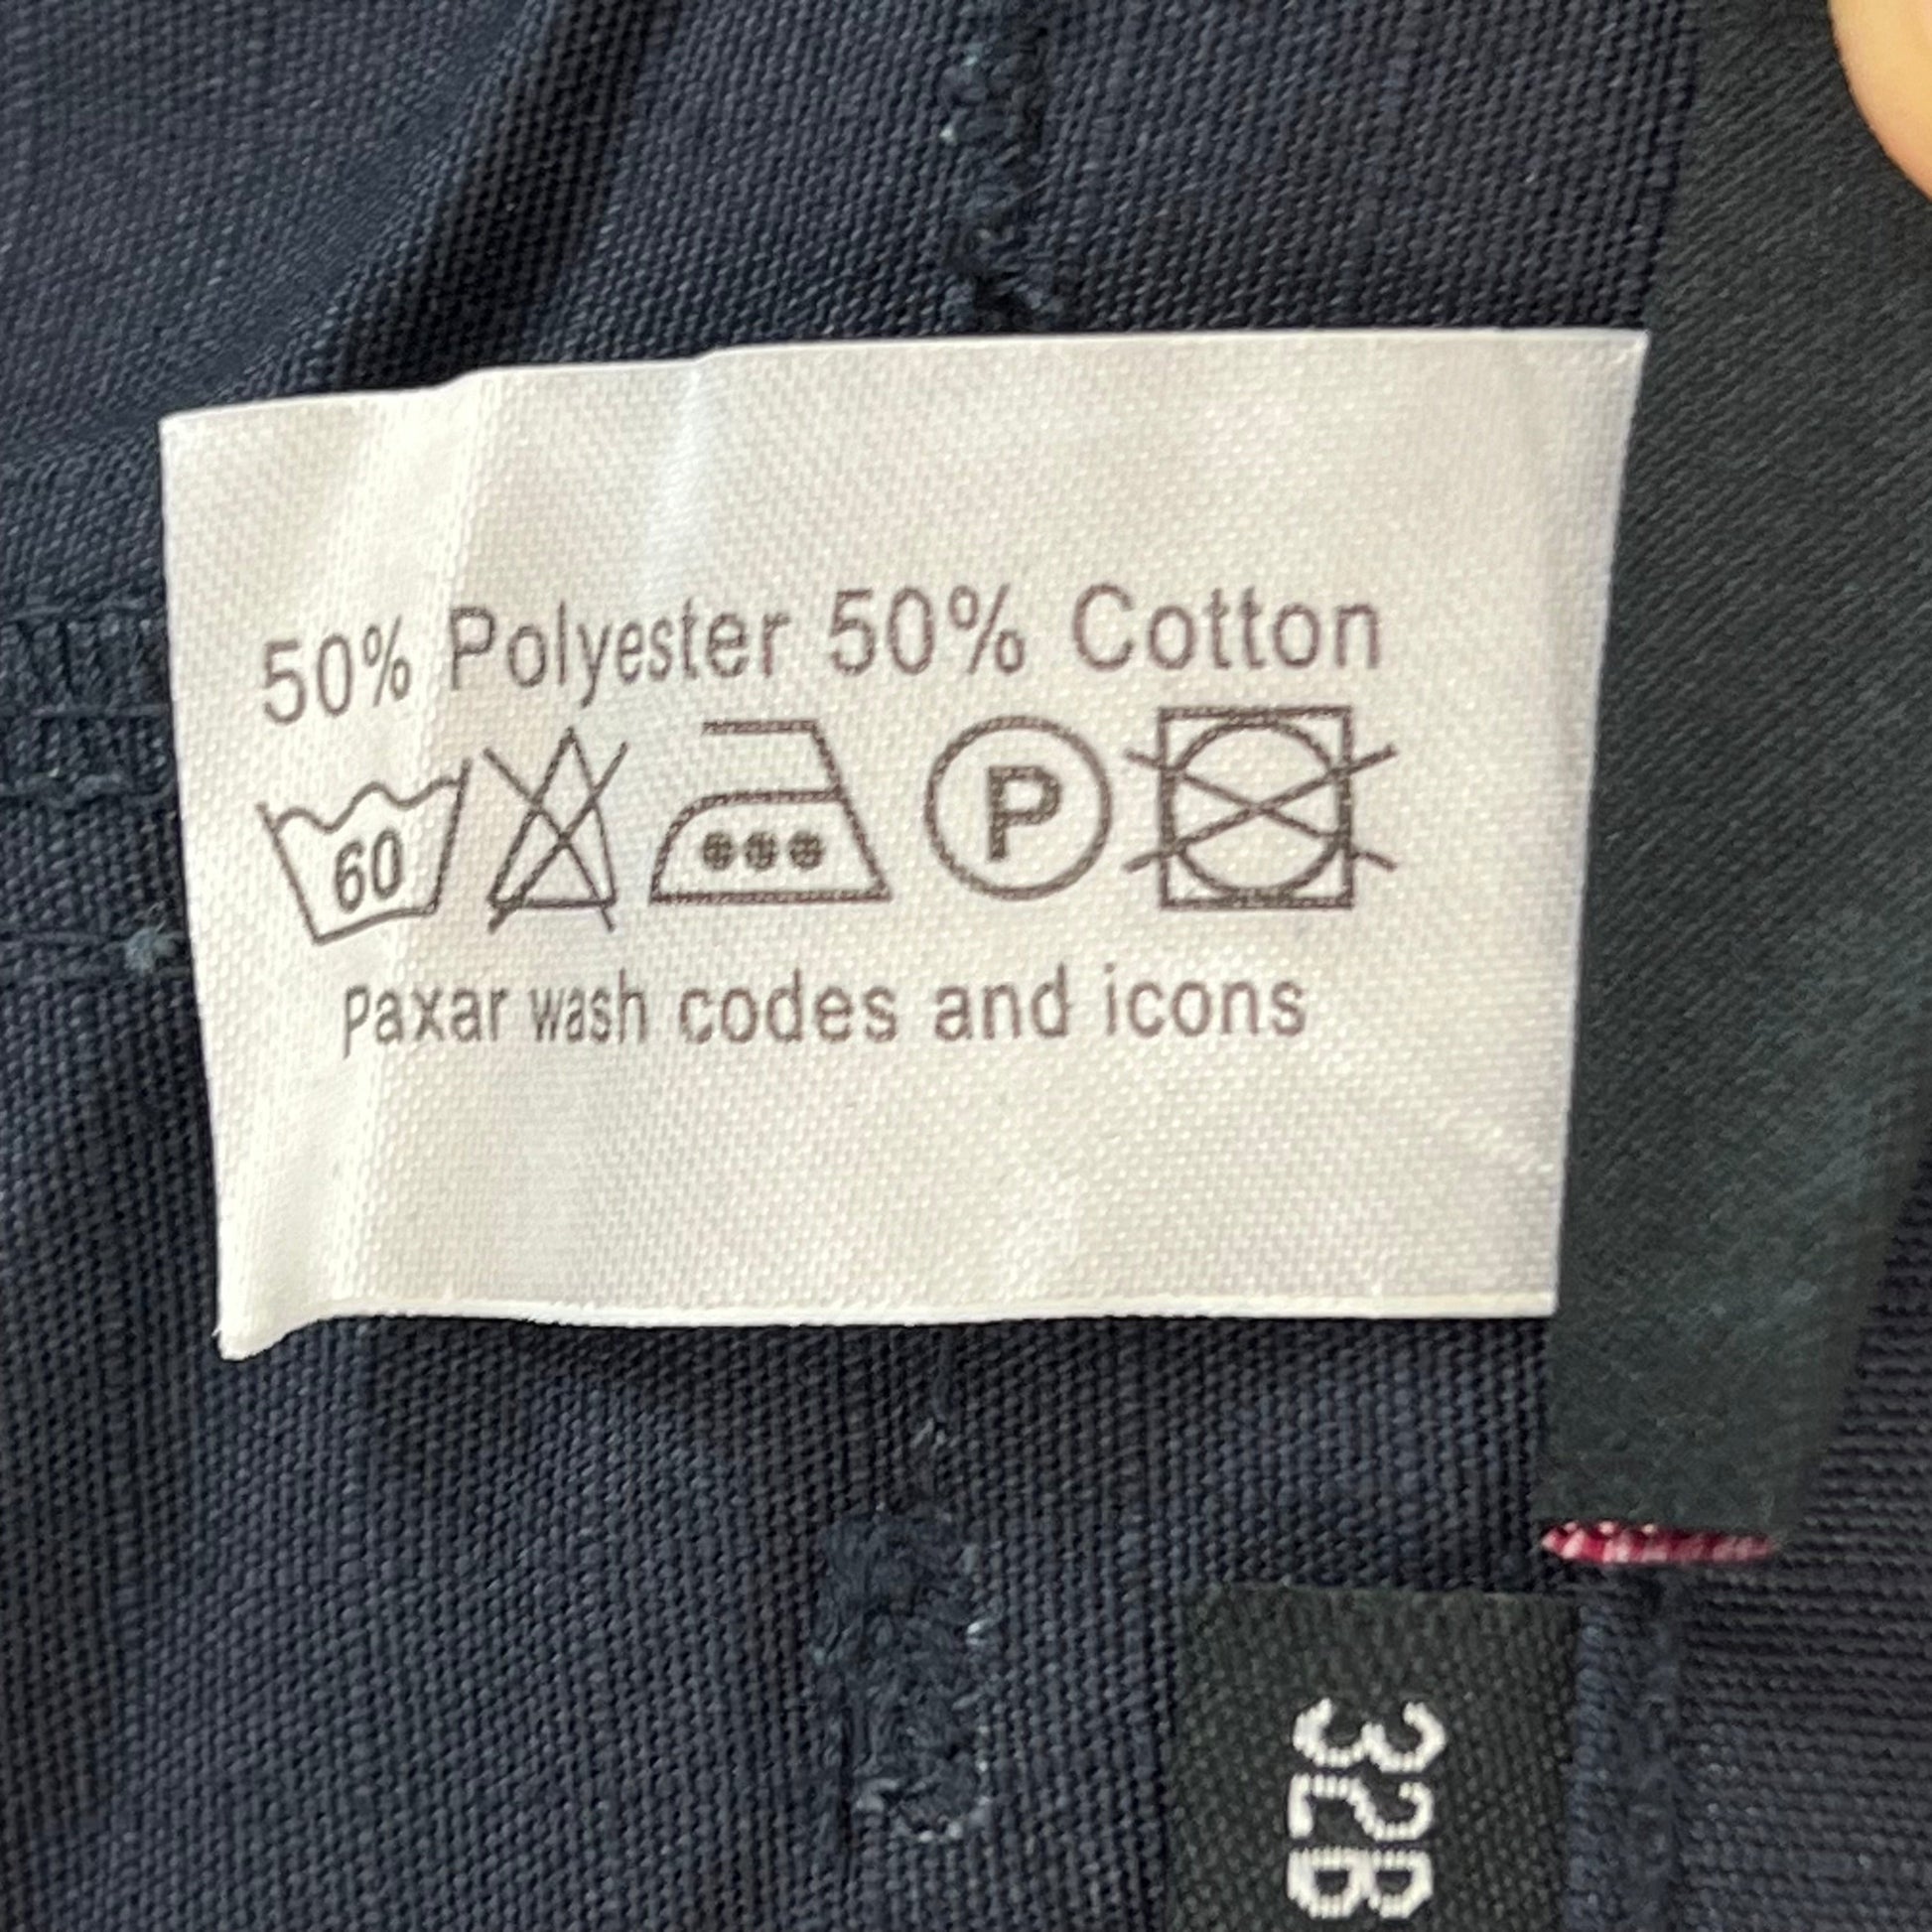 50% Polyester 50% Cotton
60 P
Paxar wash codes and icons
32B